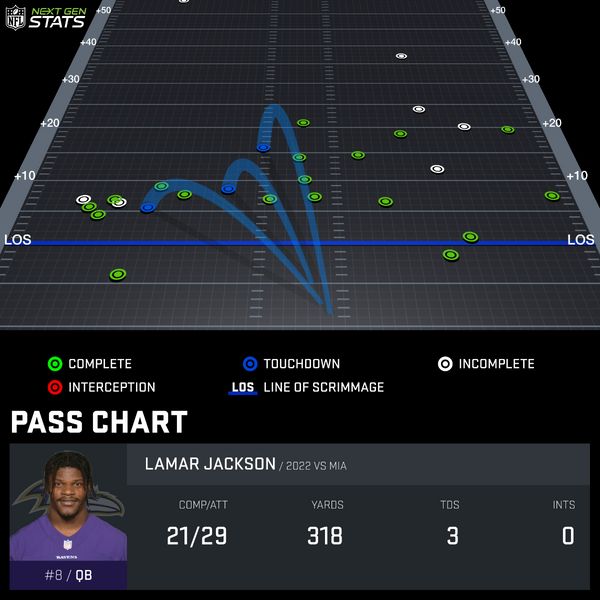 NFL NEXT GEN STATS
+50 +50
+40 +40
+30 +30
+20 +20
+10 +10
LOS LOS
COMPLETE TOUCHDOWN INCOMPLETE
INTERCEPTION LOS LINE OF SCRIMMAGE
PASS CHART
LAMAR JACKSON / 2022 VS MIA
COMP/ATT YARDS TDS INTS
21/29 318 3 0
RAVENS
#8 / QB